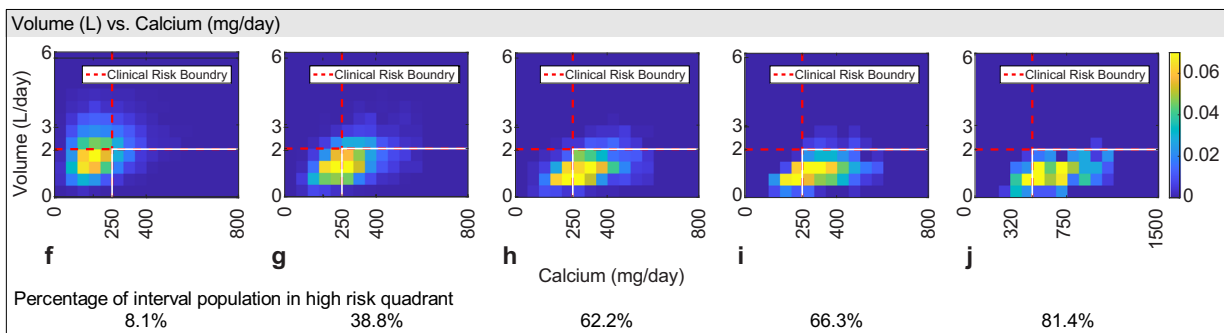 Volume (L) vs. Calcium (mg/day)
Volume (L/day)
6
3
2
0
Clinical Risk Boundry
0
250
400
800
f
6
3
2
0
Clinical Risk Boundry
0
250
400
800
g
6
3
2
0
Clinical Risk Boundry
0
250
400
800
h
6
3
2
0
Clinical Risk Boundry
0
250
400
800
i
6
3
2
0
Clinical Risk Boundry
0
320
750
1500
j
0.06
0.04
0.02
0
Calcium (mg/day)
Percentage of interval population in high risk quadrant
8.1% 38.8% 62.2% 66.3% 81.4%